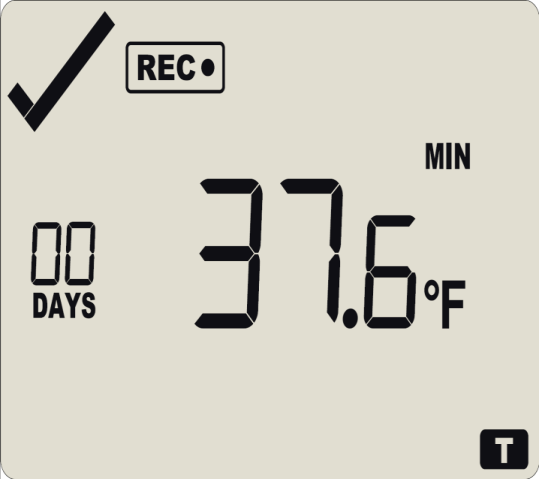 REC●
MIN
00
DAYS
37.6°F
T